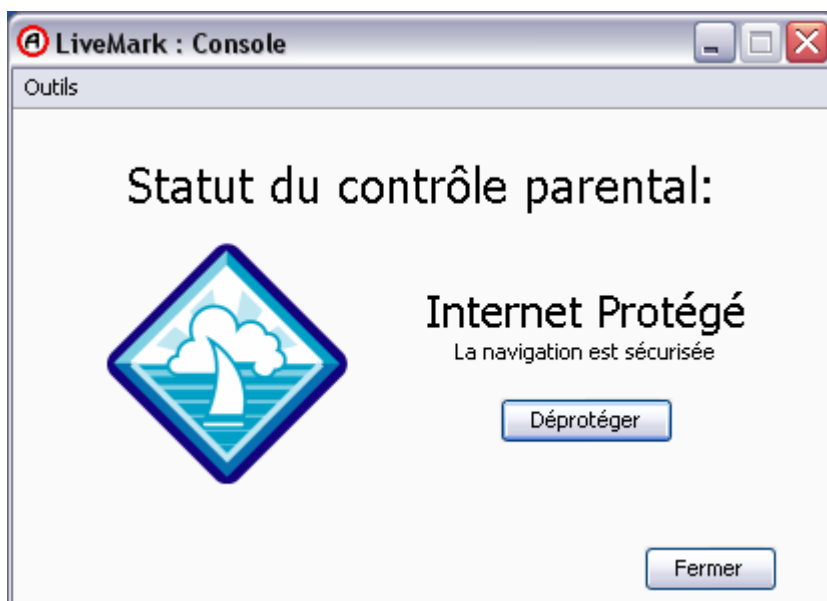 LiveMark : Console
Outils
Statut du contrôle parental:
Internet Protégé
La navigation est sécurisée
Déprotéger
Fermer